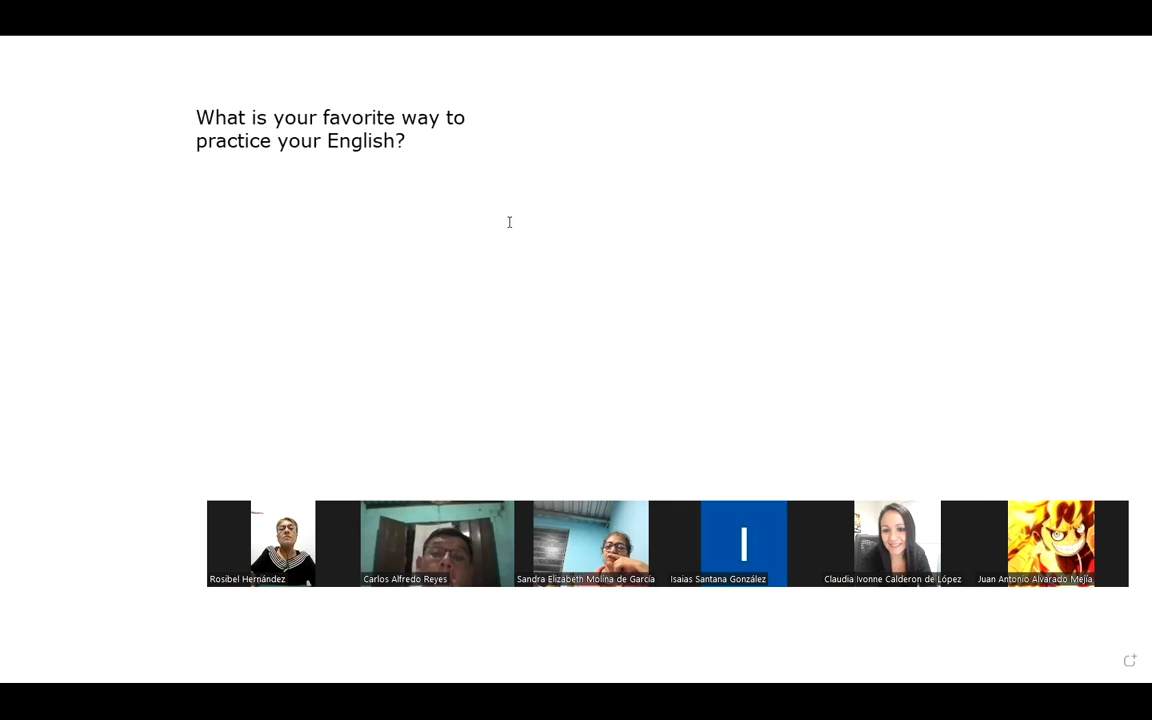 What is your favorite way to
practice your English?
I
Rosibel Hernández
Carlos Alfredo Reyes
Sandra Elizabeth Molina de García
Isaias Santana González
Claudia Ivonne Calderon de López
Juan Antonio Alvarado Mejía